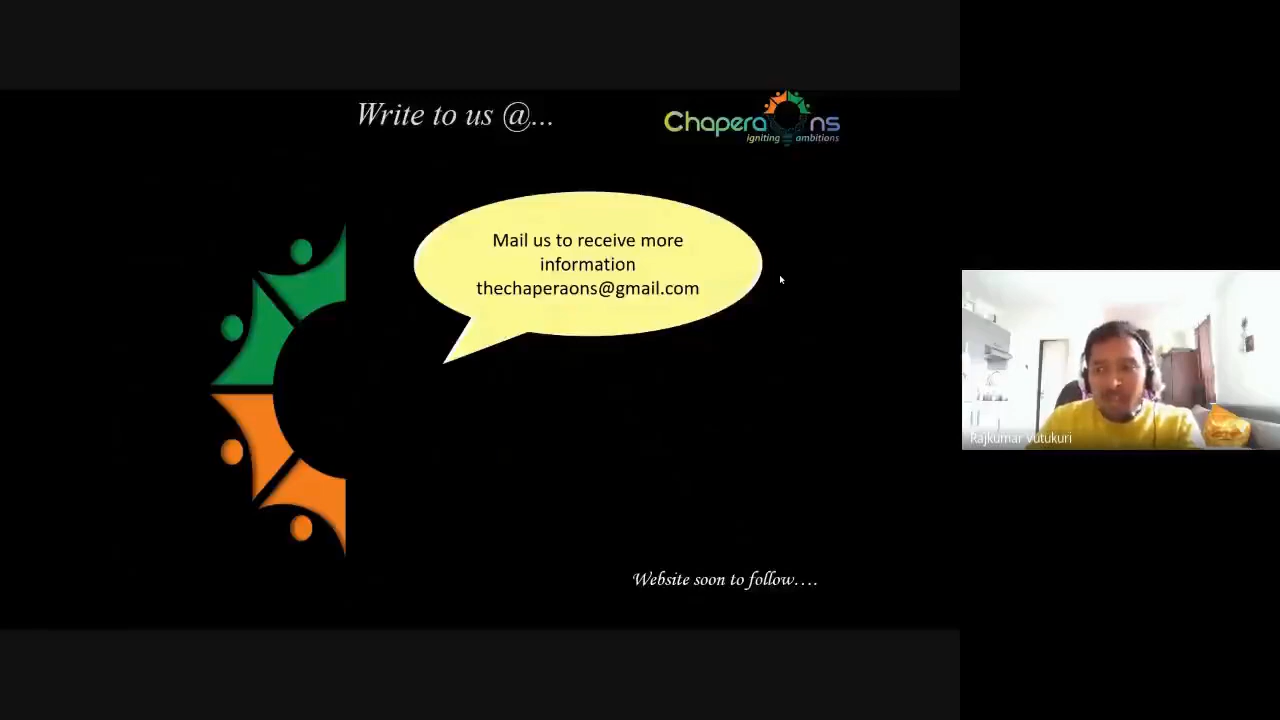 Write to us @...
Chaperaons
igniting ambitions
Mail us to receive more
information
thechaperaons@gmail.com
Rajkumar Vutukuri
Website soon to follow....